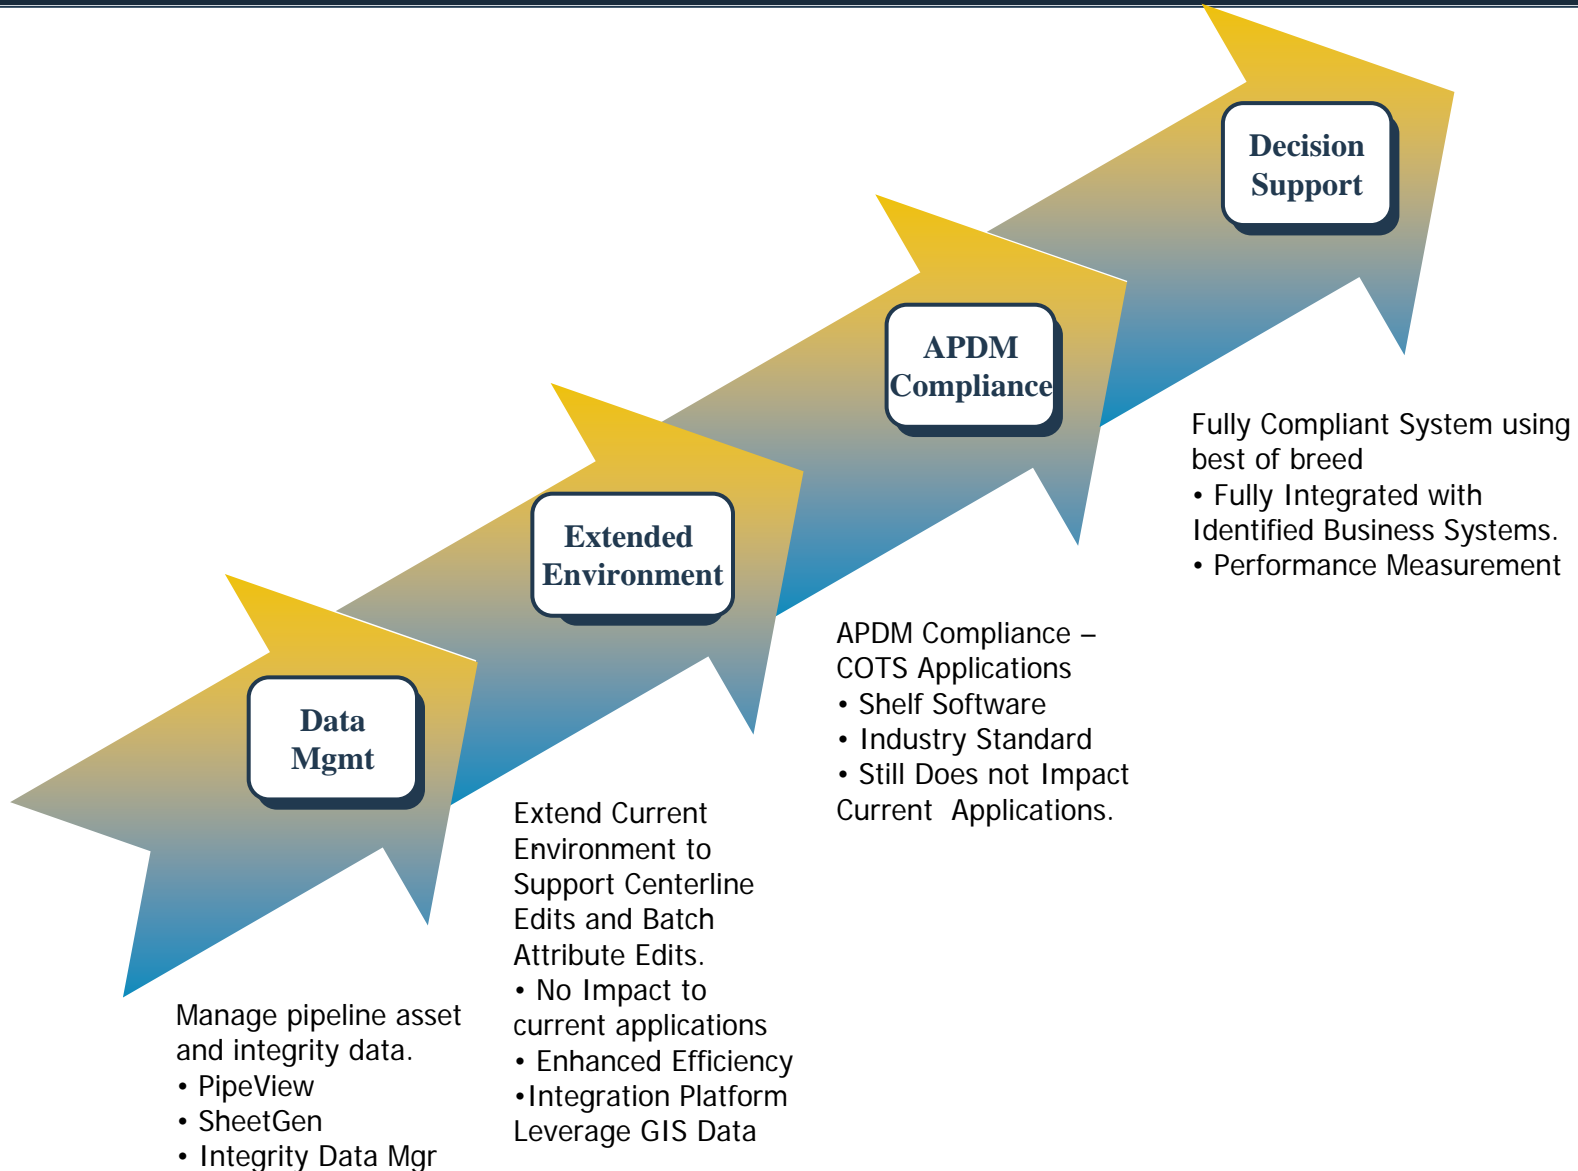 Decision
Support
APDM
Compliance
Extended
Environment
Data
Mgmt
Fully Compliant System using
best of breed
• Fully Integrated with
Identified Business Systems.
• Performance Measurement
APDM Compliance –
COTS Applications
• Shelf Software
• Industry Standard
• Still Does not Impact
Current Applications.
Extend Current
Environment to
Support Centerline
Edits and Batch
Attribute Edits.
• No Impact to
current applications
• Enhanced Efficiency
•Integration Platform
Leverage GIS Data
Manage pipeline asset
and integrity data.
• PipeView
• SheetGen
• Integrity Data Mgr